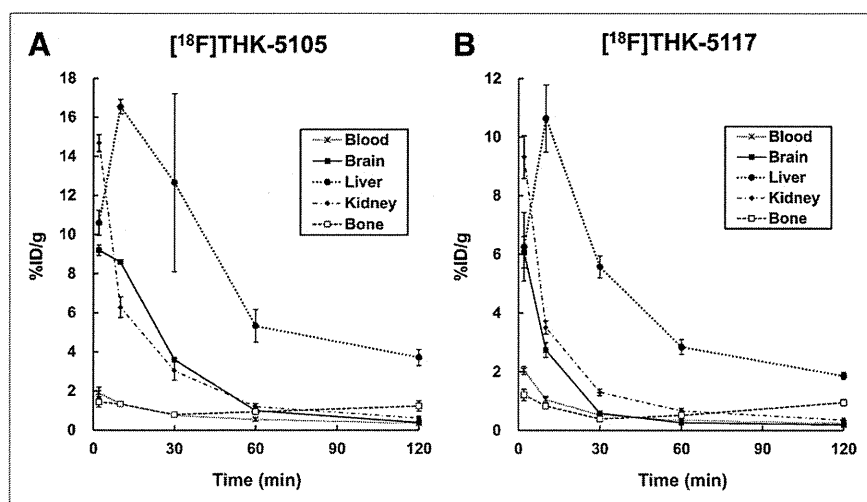 A
[¹⁸F]THK-5105
18
16
14
12
10
8
6
4
2
0
%ID/g
Blood
Brain
Liver
Kidney
Bone
0
30
60
90
120
Time (min)
B
[¹⁸F]THK-5117
12
10
8
6
4
2
0
%ID/g
Blood
Brain
Liver
Kidney
Bone
0
30
60
90
120
Time (min)